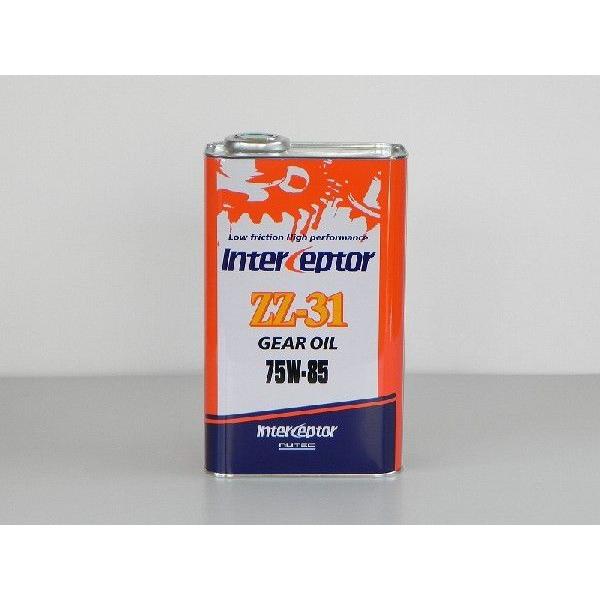 Low friction High performance
Interceptor
ZZ-31
GEAR OIL
75W-85
Interceptor
NUTEC